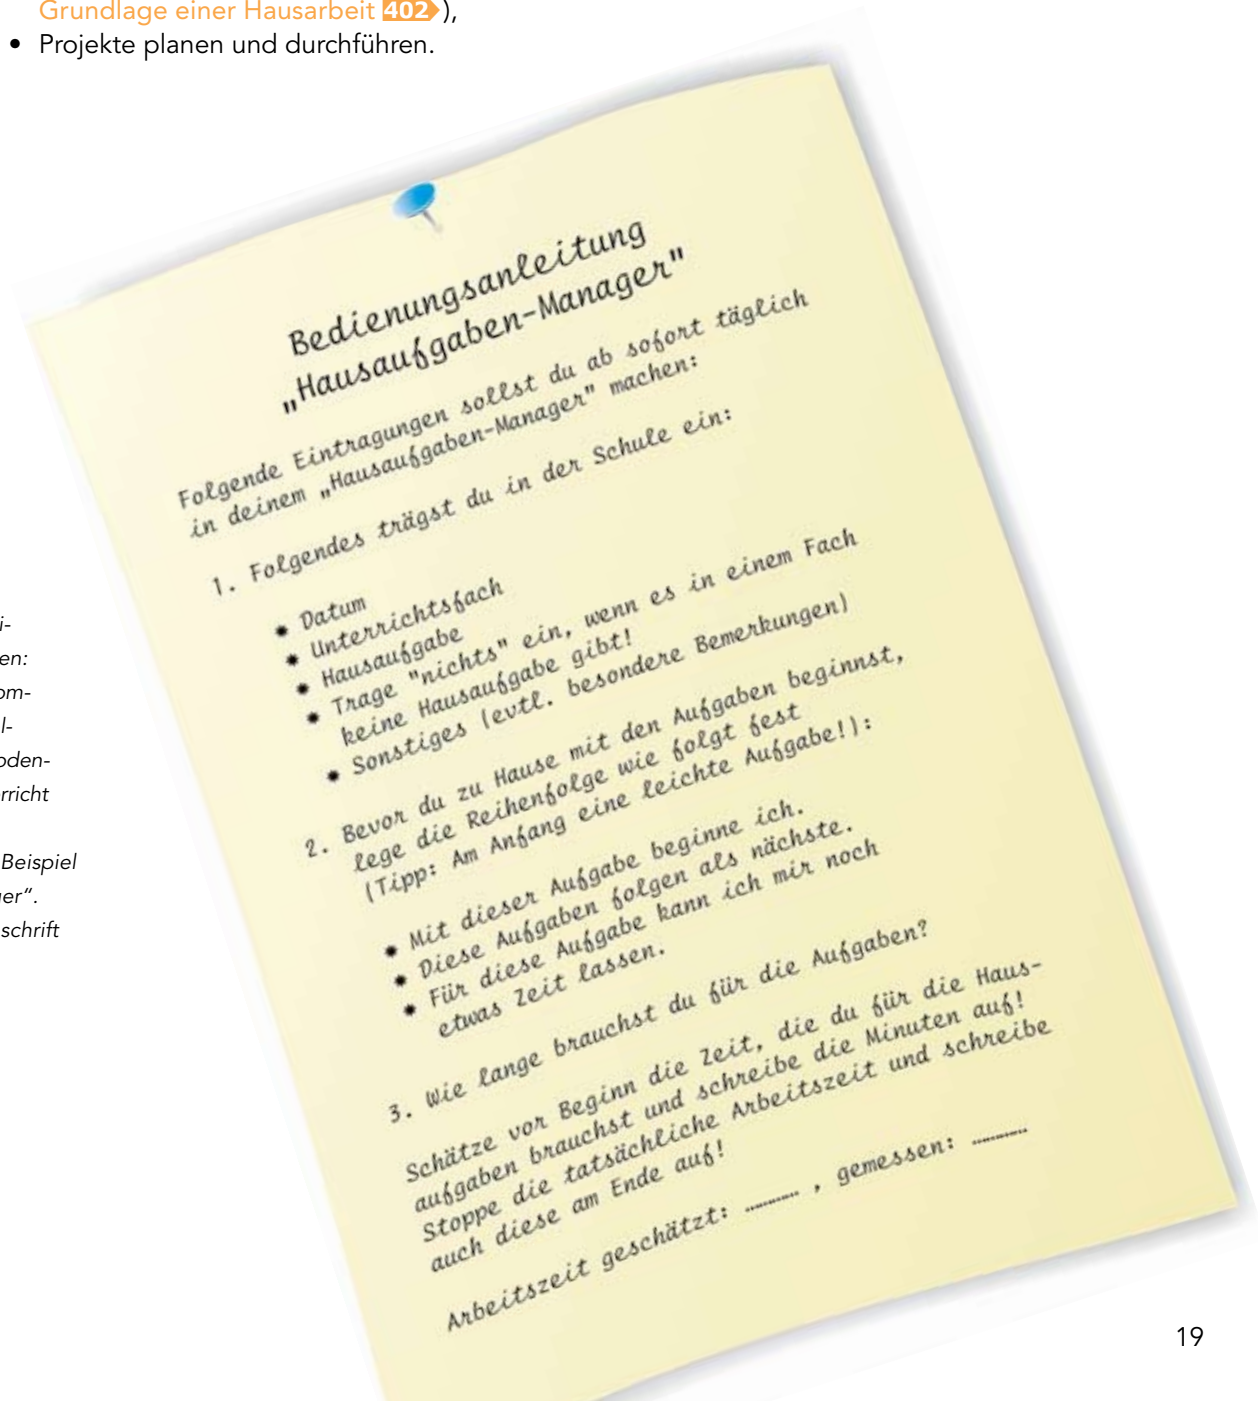 Grundlage einer Hausarbeit 402),
• Projekte planen und durchführen.
Bedienungsanleitung
„Hausaufgaben-Manager"
Folgende Eintragungen sollst du ab sofort täglich
in deinem „Hausaufgaben-Manager" machen:
1. Folgendes trägst du in der Schule ein:
• Datum
• Unterrichtsfach
• Hausaufgabe
• Trage "nichts" ein, wenn es in einem Fach
keine Hausaufgabe gibt!
• Sonstiges (evtl. besondere Bemerkungen)
2. Bevor du zu Hause mit den Aufgaben beginnst,
lege die Reihenfolge wie folgt fest
(Tipp: Am Anfang eine leichte Aufgabe!):
• Mit dieser Aufgabe beginne ich.
• Diese Aufgaben folgen als nächste.
• Für diese Aufgabe kann ich mir noch
etwas Zeit lassen.
3. Wie lange brauchst du für die Aufgaben?
Schätze vor Beginn die Zeit, die du für die Haus-
aufgaben brauchst und schreibe die Minuten auf!
Stoppe die tatsächliche Arbeitszeit und schreibe
auch diese am Ende auf!
Arbeitszeit geschätzt: ............ , gemessen: ............
i-
en:
om-
l-
oden-
rricht
Beispiel
er“.
schrift
19